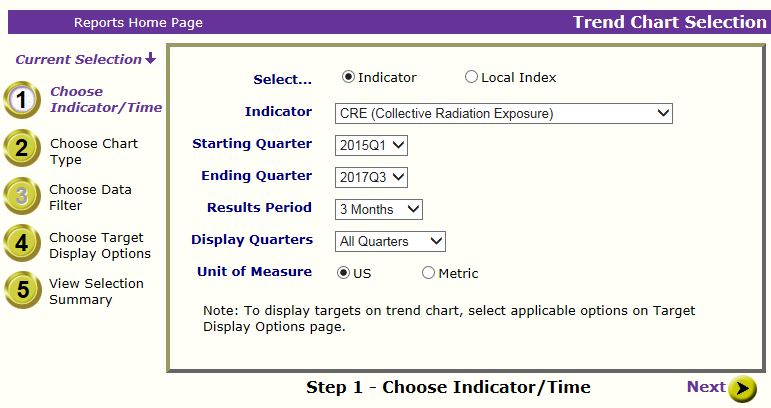 Reports Home Page
Trend Chart Selection
Current Selection
1
Choose
Indicator/Time
2
Choose Chart
Type
3
Choose Data
Filter
4
Choose Target
Display Options
5
View Selection
Summary
Select... Indicator Local Index
Indicator CRE (Collective Radiation Exposure)
Starting Quarter 2015Q1
Ending Quarter 2017Q3
Results Period 3 Months
Display Quarters All Quarters
Unit of Measure US Metric
Note: To display targets on trend chart, select applicable options on Target
Display Options page.
Step 1 - Choose Indicator/Time
Next